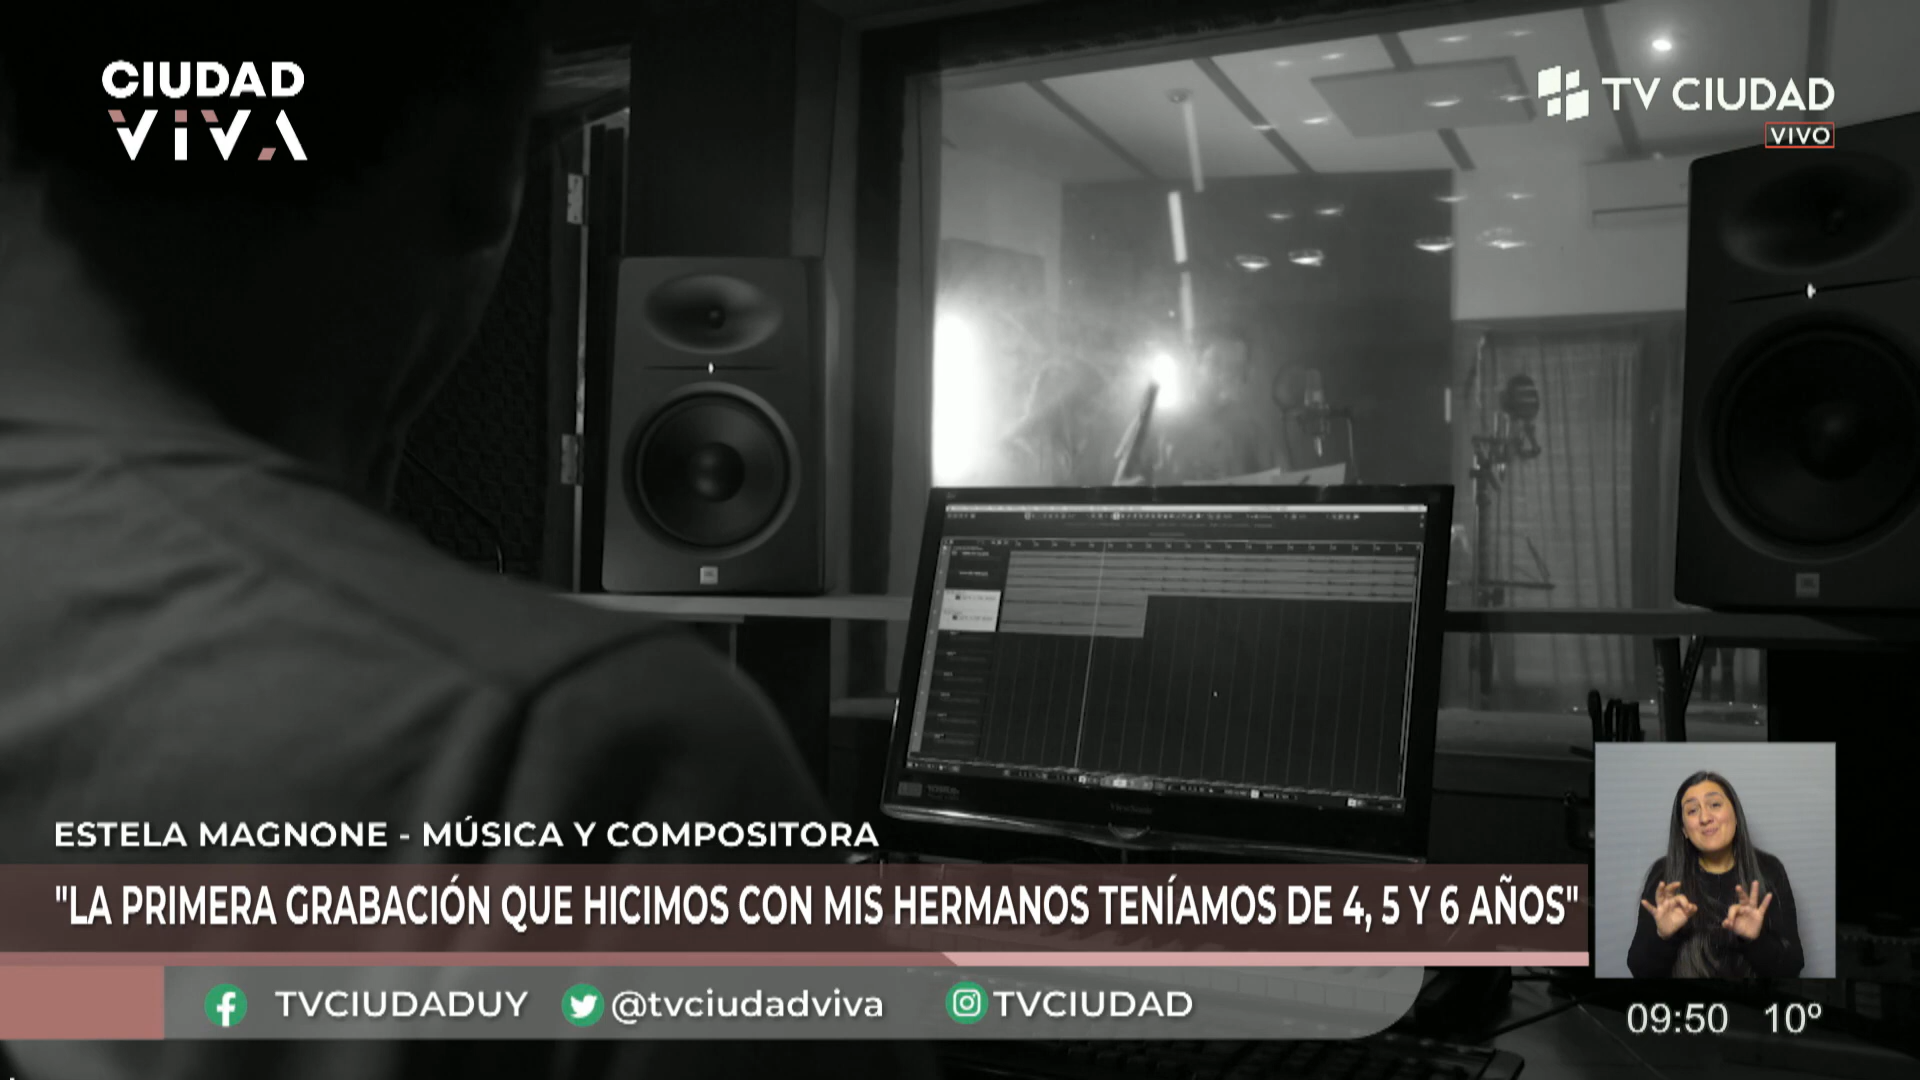 CIUDAD
VIVA
TV CIUDAD
VIVO
ESTELA MAGNONE - MÚSICA Y COMPOSITORA
"LA PRIMERA GRABACIÓN QUE HICIMOS CON MIS HERMANOS TENÍAMOS DE 4, 5 Y 6 AÑOS"
TVCIUDADUY @tvciudadviva TVCIUDAD
09:50 10º